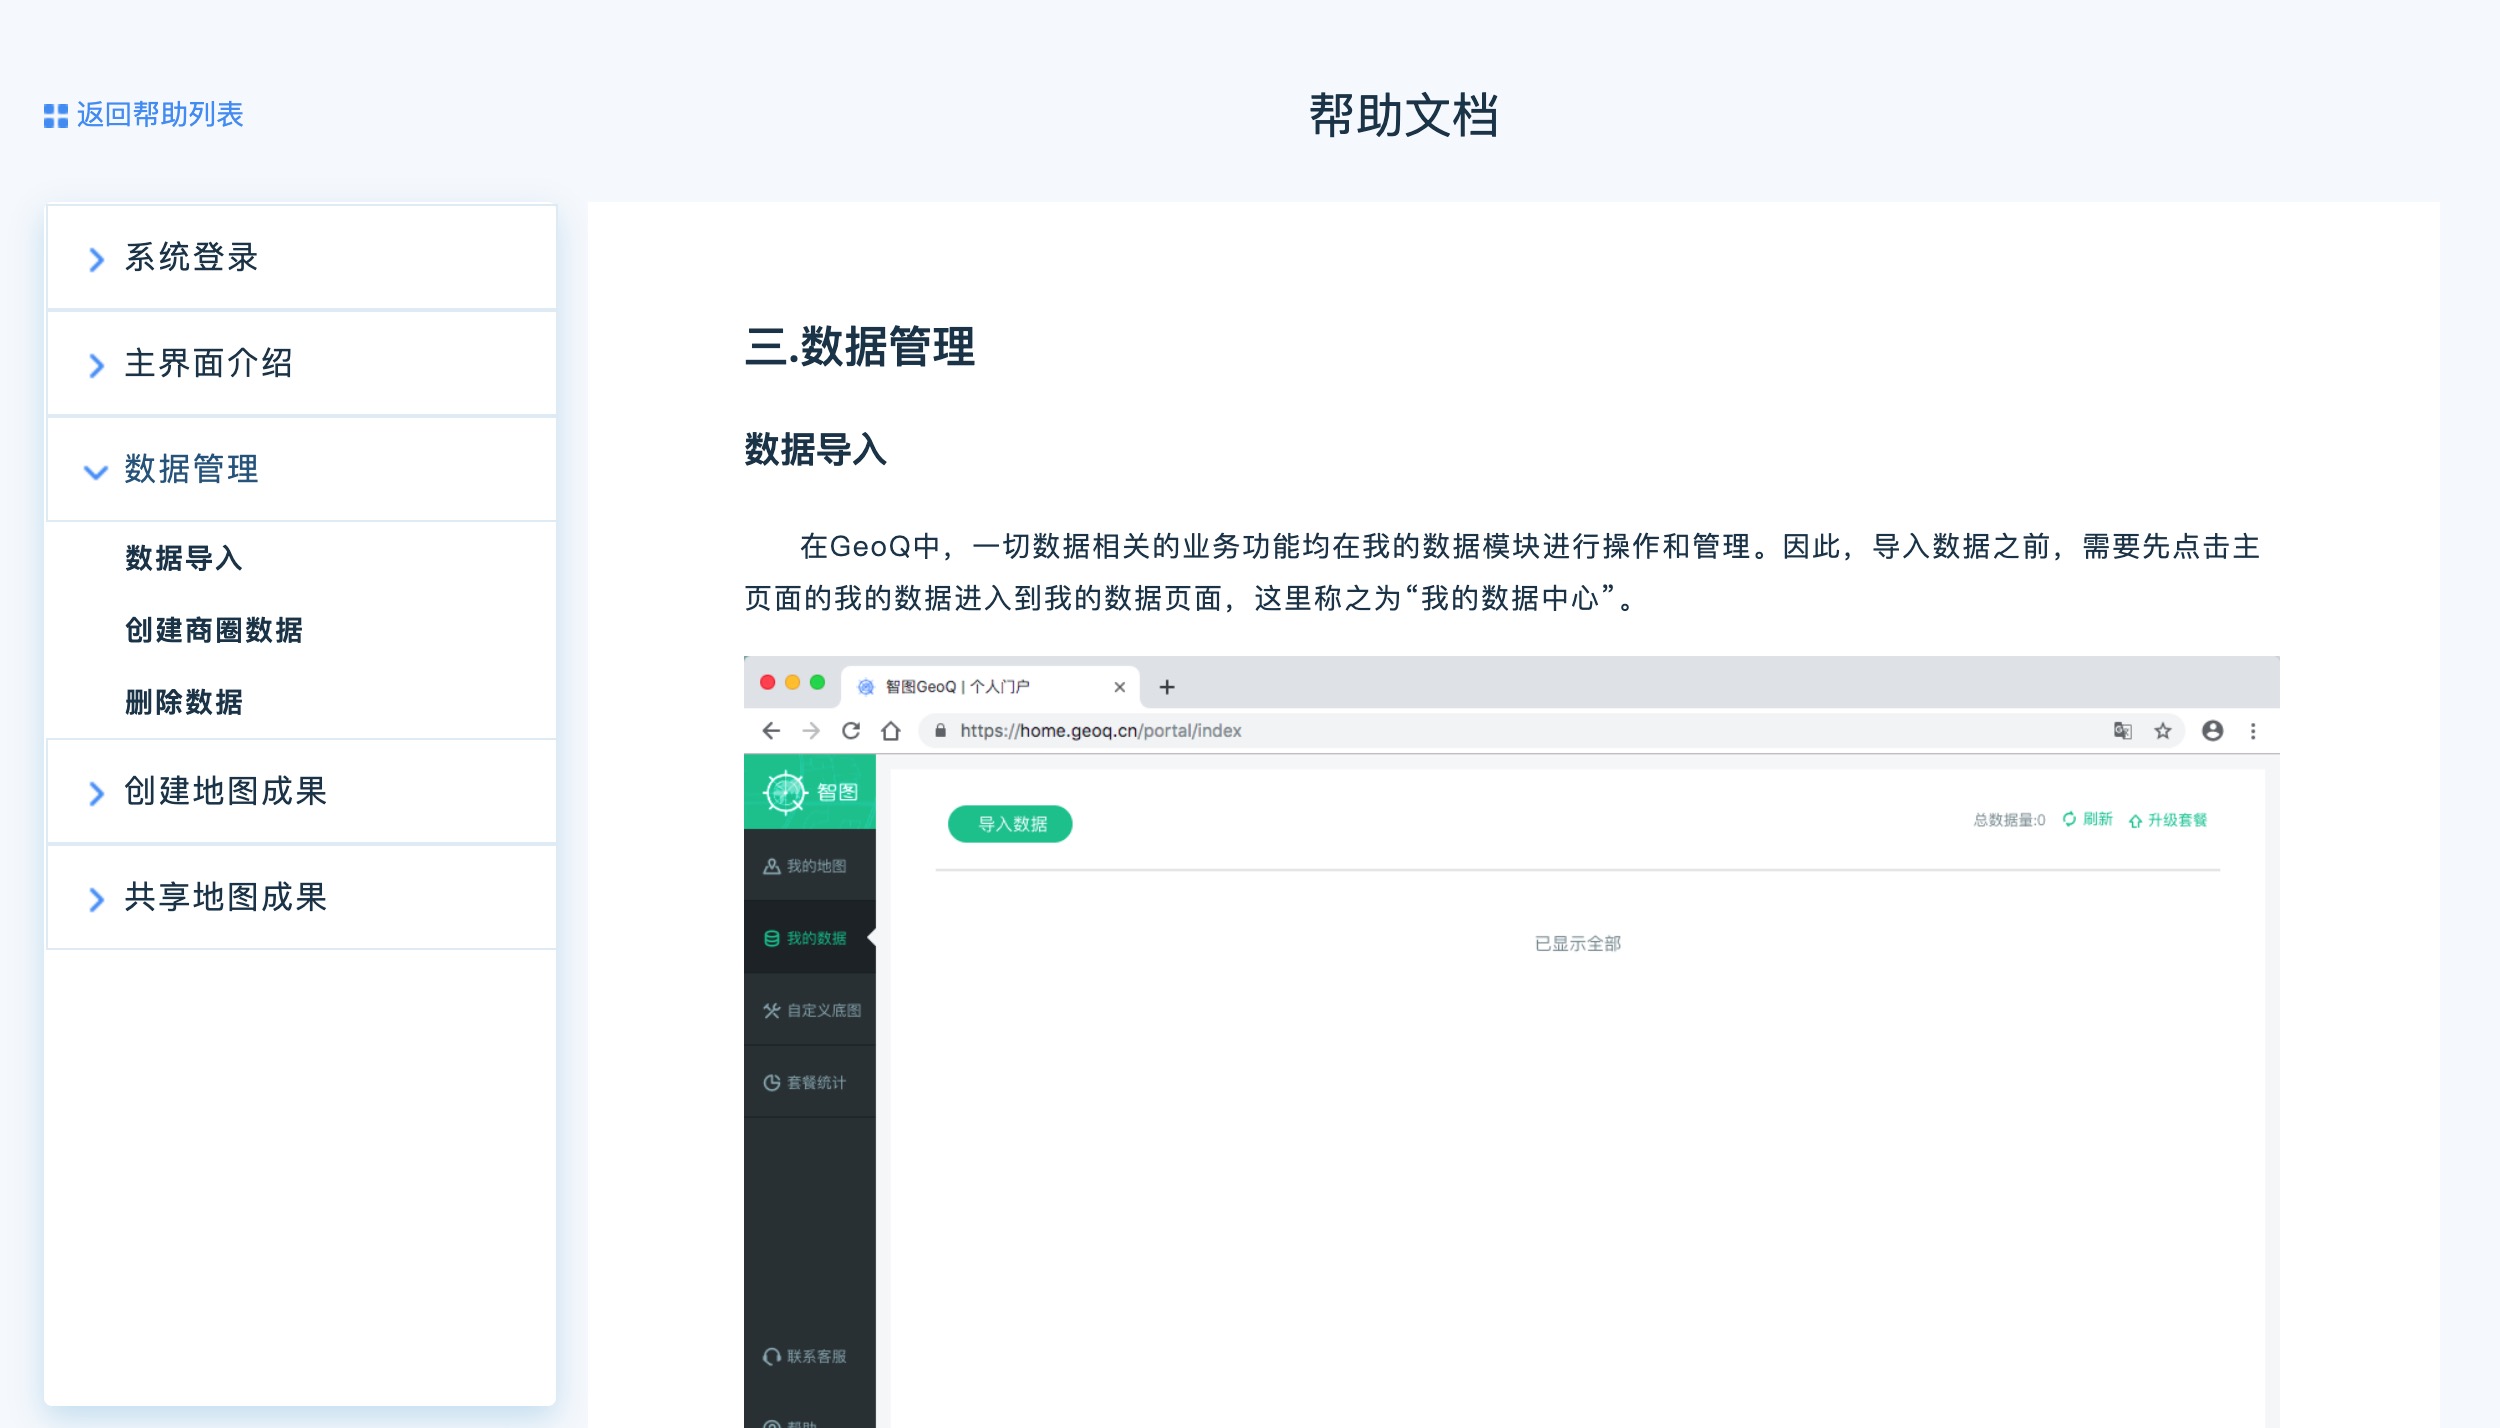 返回帮助列表
帮助文档
系统登录
主界面介绍
数据管理
数据导入
创建商圈数据
删除数据
创建地图成果
共享地图成果
三.数据管理
数据导入
在GeoQ中，一切数据相关的业务功能均在我的数据模块进行操作和管理。因此，导入数据之前，需要先点击主
页面的我的数据进入到我的数据页面，这里称之为“我的数据中心”。
智图GeoQ | 个人门户
https://home.geoq.cn/portal/index
智图
导入数据
总数据量:0 刷新 升级套餐
我的地图
我的数据
已显示全部
自定义底图
套餐统计
联系客服
帮助